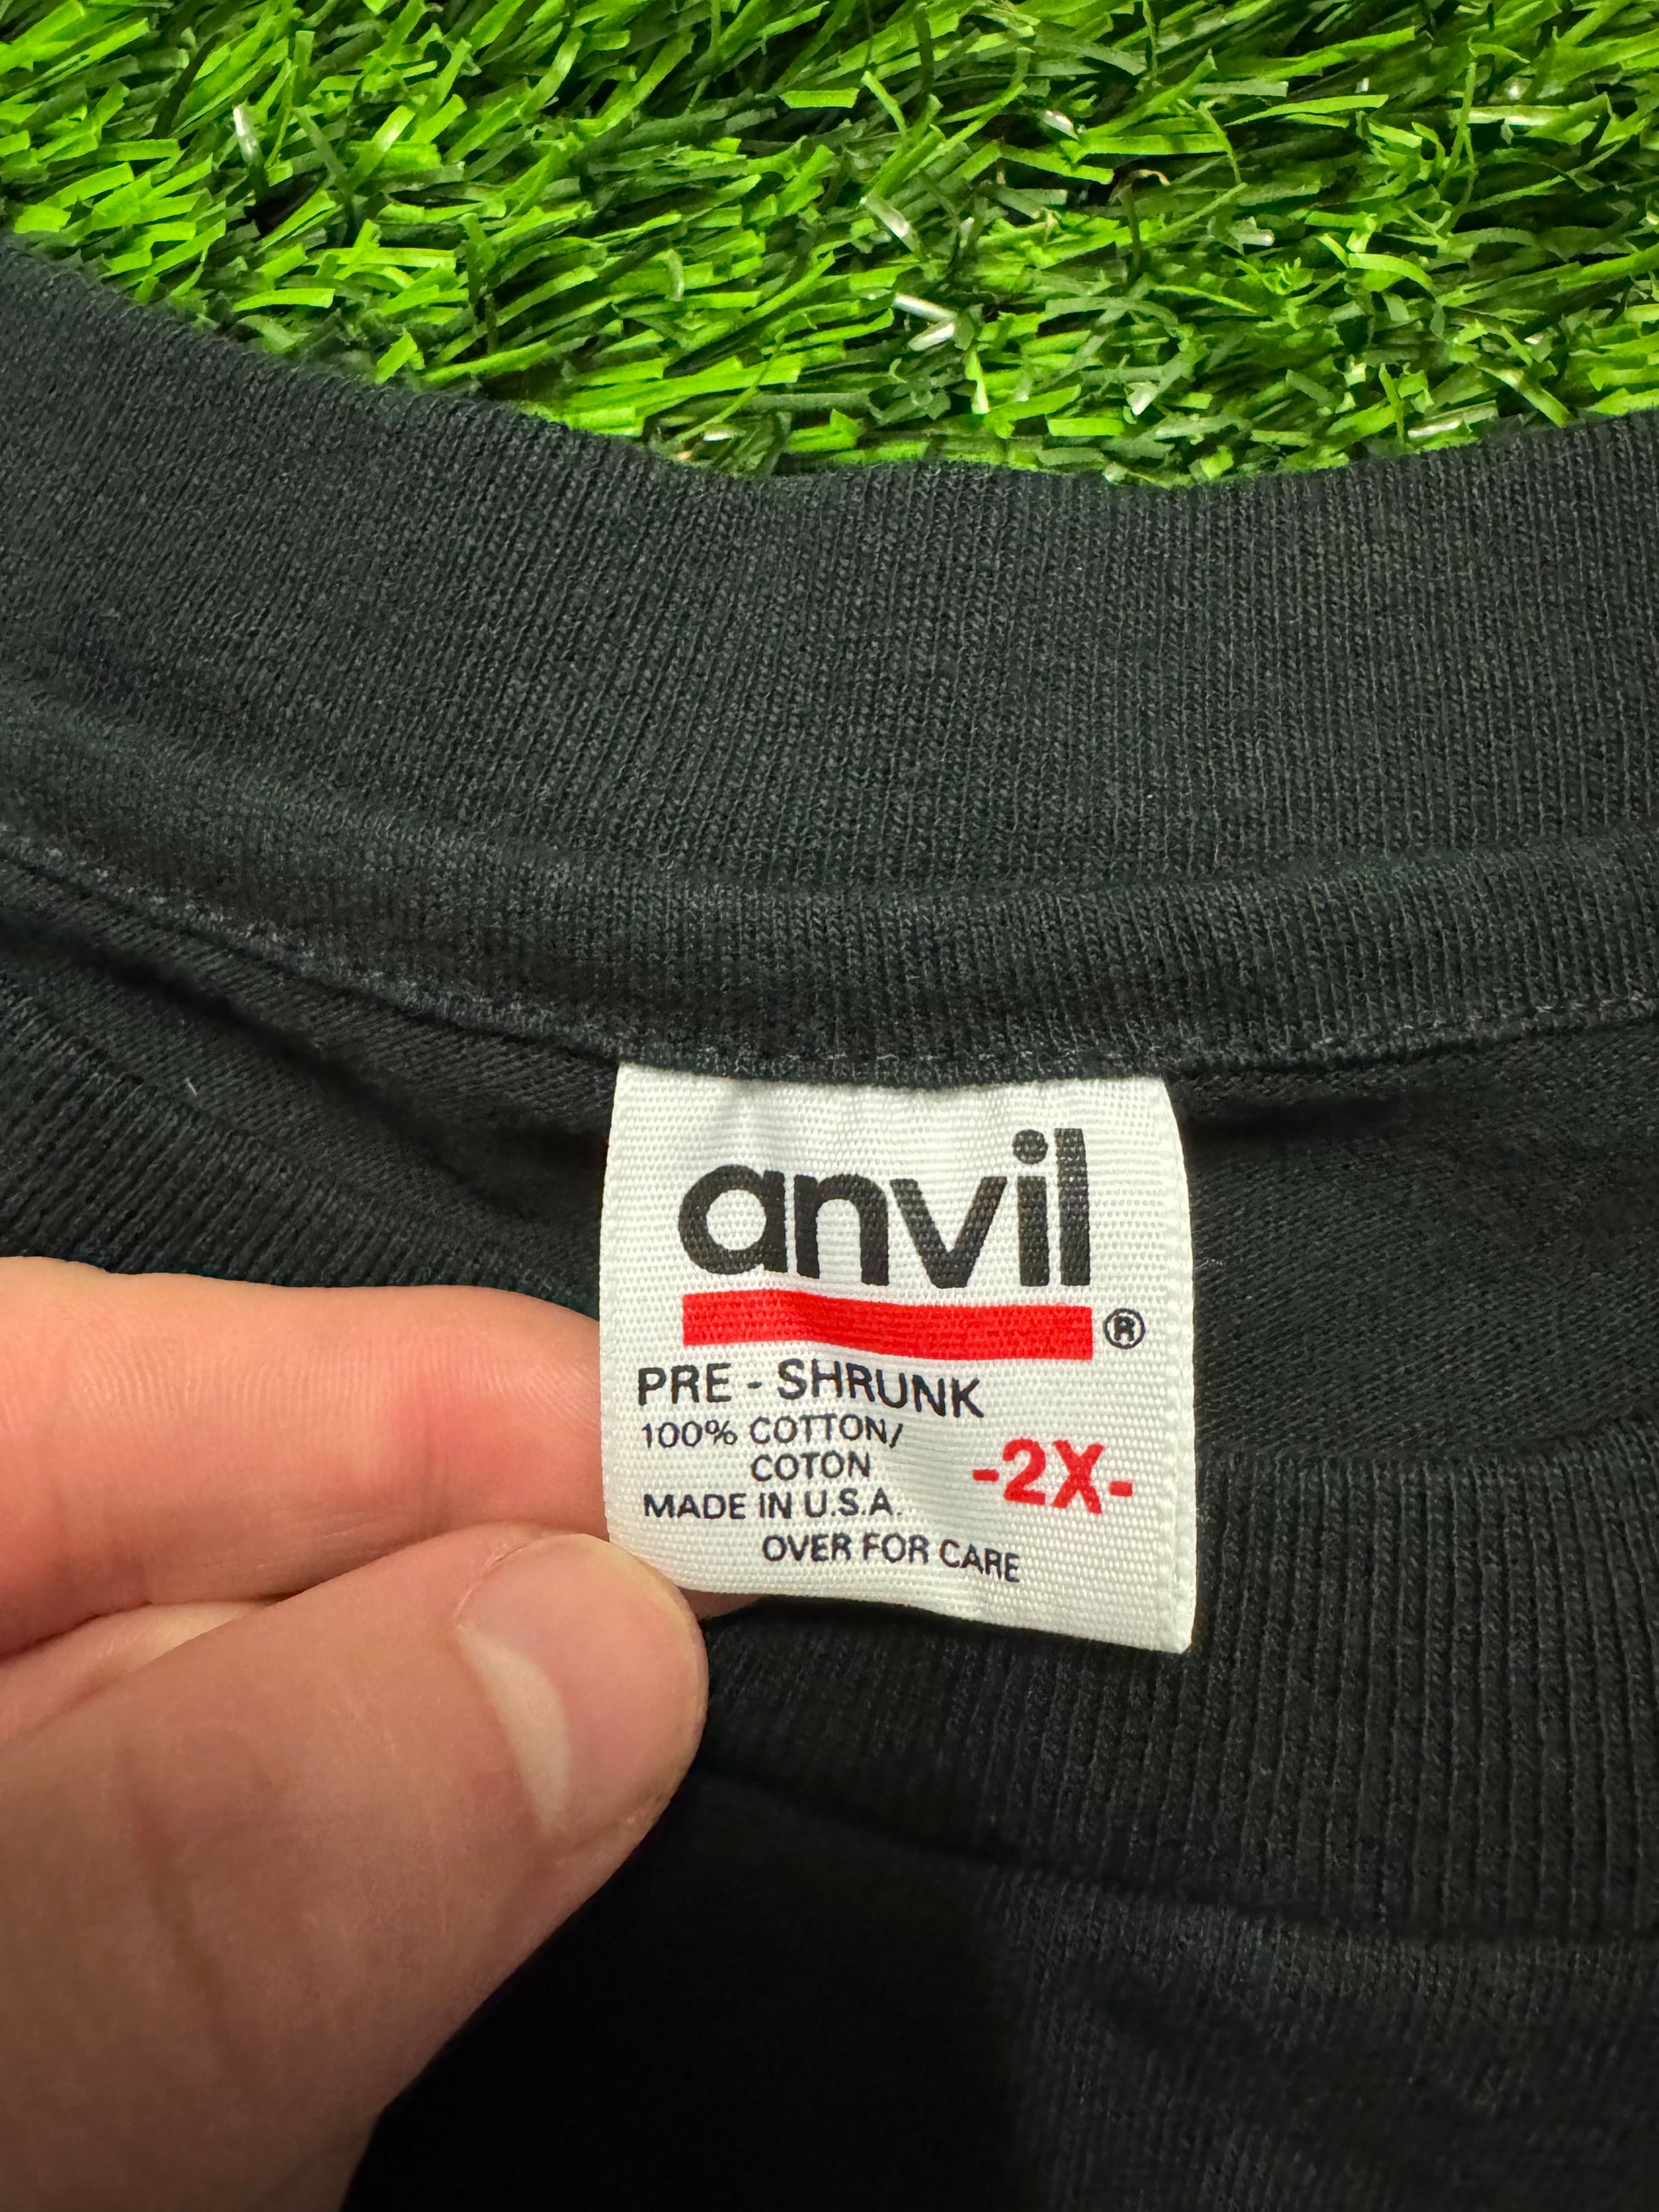 anvil
®
PRE - SHRUNK
100% COTTON/
COTON
-2X-
MADE IN U.S.A.
OVER FOR CARE